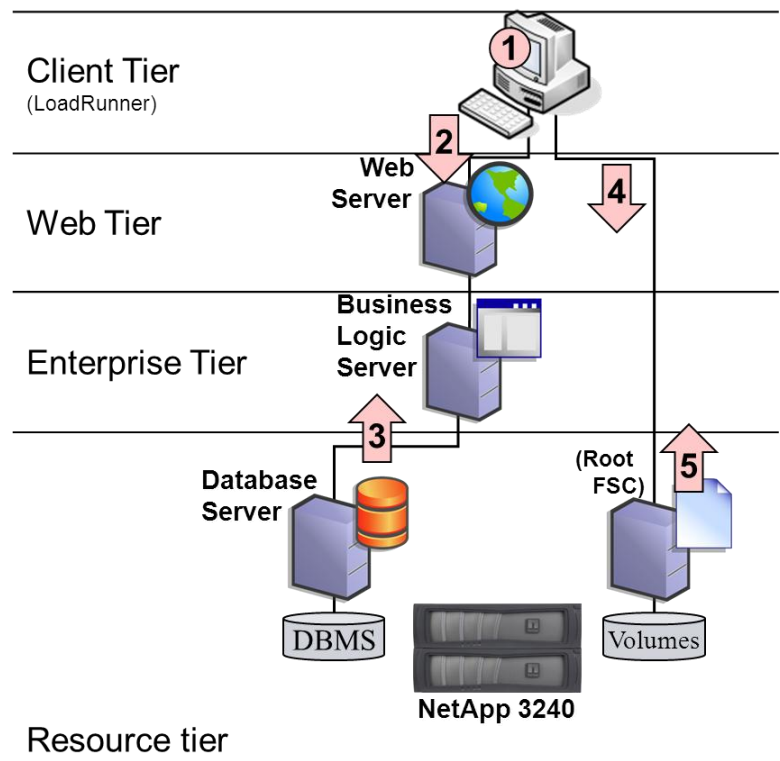 Client Tier
(LoadRunner)
1
2
Web
Server
4
Web Tier
Business
Logic
Server
Enterprise Tier
3
(Root
FSC)
5
Database
Server
DBMS
Volumes
NetApp 3240
Resource tier